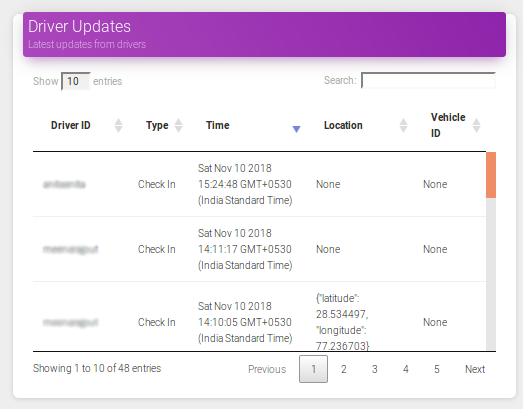 Driver Updates
Latest updates from drivers
Show 10 entries
Search:
Driver ID Type Time Location Vehicle ID
Check In
Sat Nov 10 2018
15:24:48 GMT+0530
(India Standard Time)
None
None
Check In
Sat Nov 10 2018
14:11:17 GMT+0530
(India Standard Time)
None
None
Check In
Sat Nov 10 2018
14:10:05 GMT+0530
(India Standard Time)
{"latitude":
28.534497,
"longitude":
77.236703}
None
Showing 1 to 10 of 48 entries
Previous 1 2 3 4 5 Next